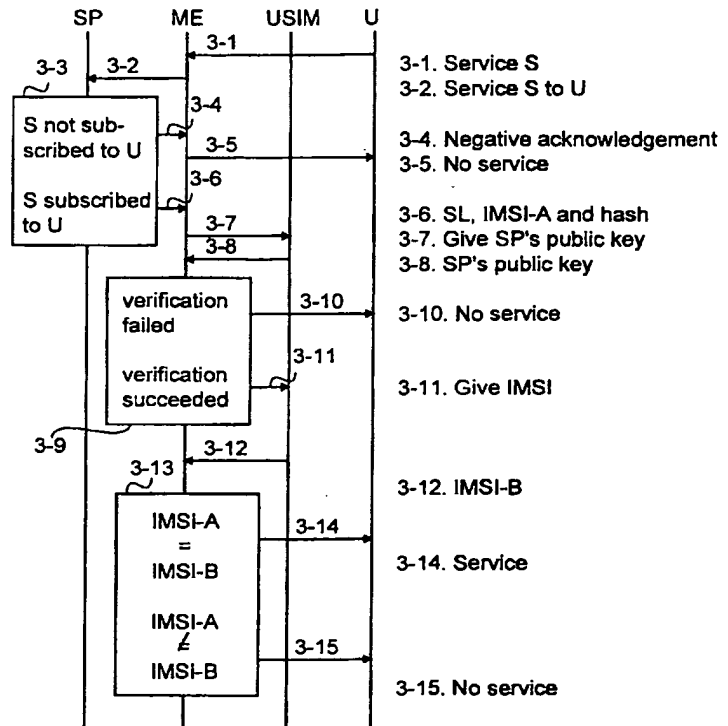 SP ME USIM U
3-1
3-1. Service S
3-3 3-2
3-2. Service S to U
S not sub-
scribed to U
3-4
3-4. Negative acknowledgement
3-5
3-5. No service
S subscribed
to U
3-6
3-6. SL, IMSI-A and hash
3-7
3-7. Give SP's public key
3-8
3-8. SP's public key
verification
failed
3-10
3-10. No service
3-11
verification
succeeded
3-11. Give IMSI
3-9
3-12
3-13
3-12. IMSI-B
IMSI-A
=
IMSI-B
3-14
3-14. Service
IMSI-A
≠
IMSI-B
3-15
3-15. No service